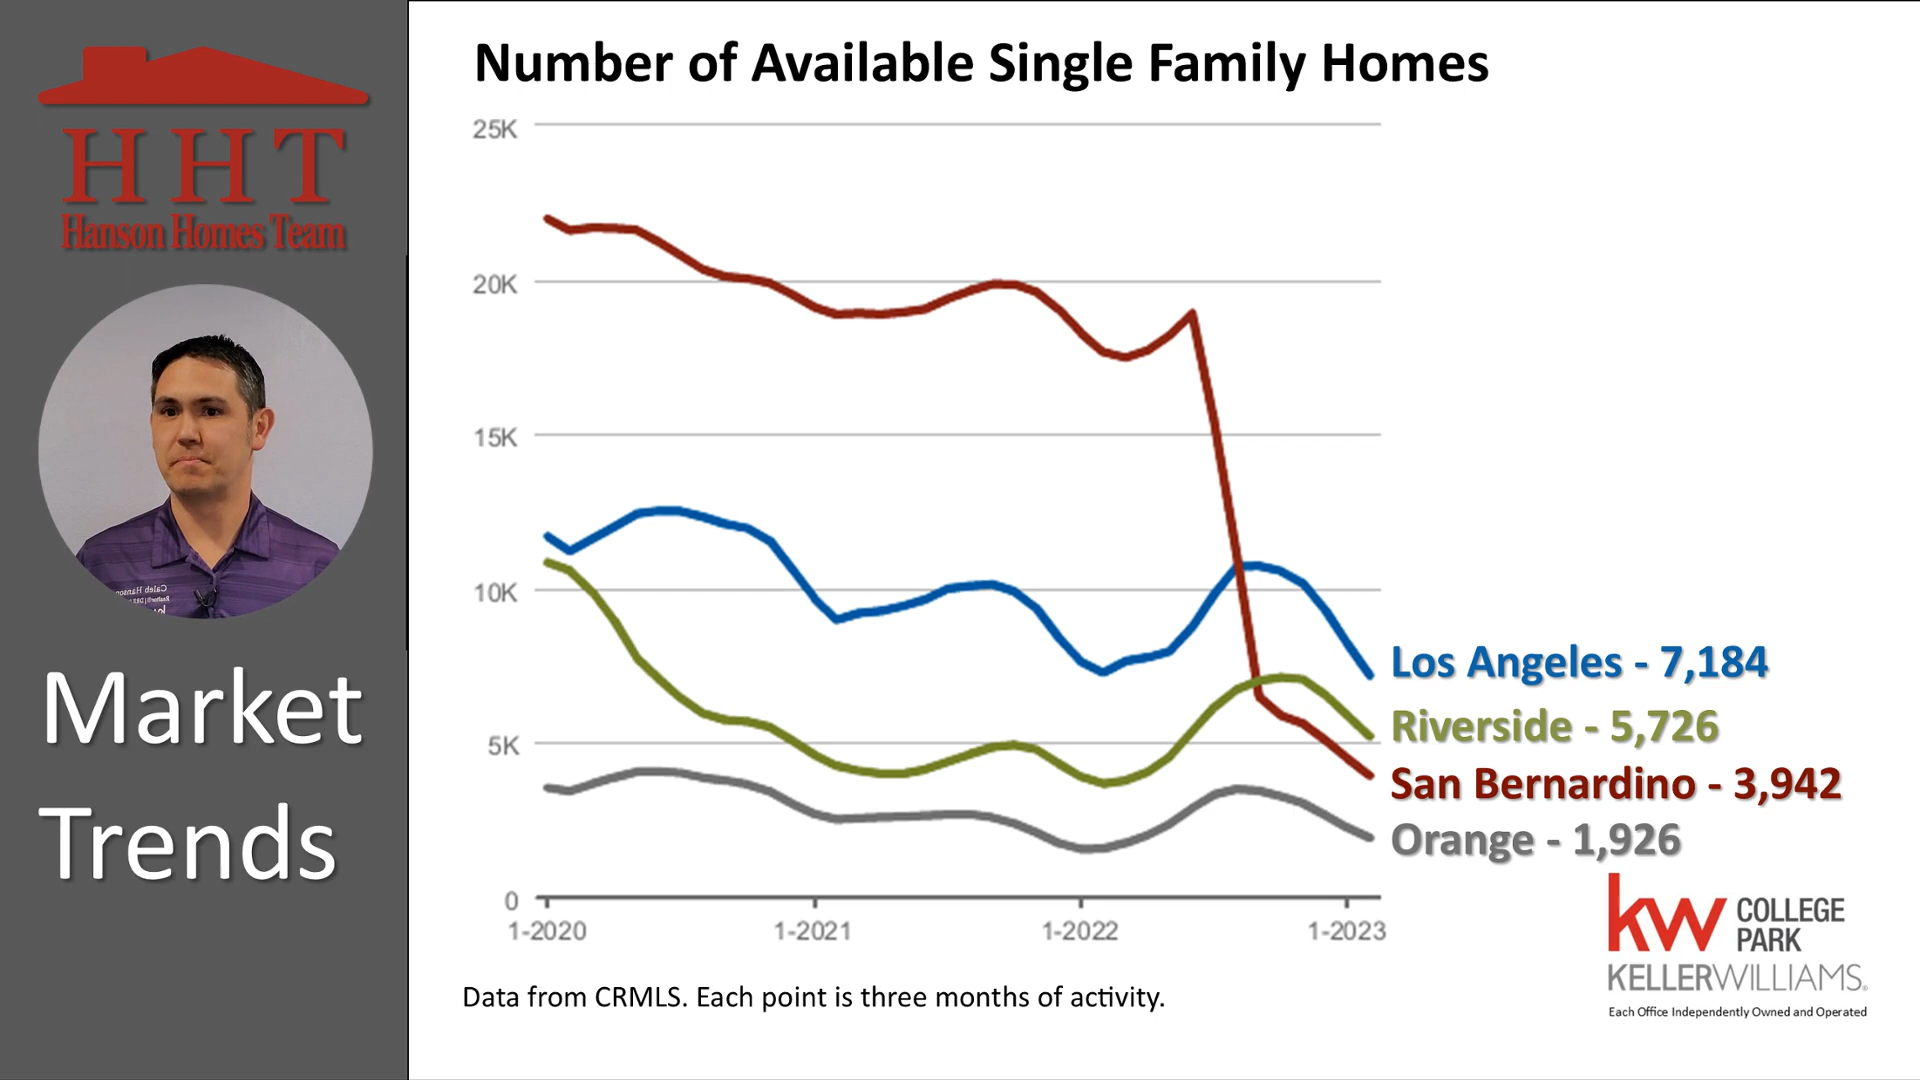 HHT
Hanson Homes Team
Market
Trends
Number of Available Single Family Homes
25K
20K
15K
10K
5K
0
1-2020
1-2021
1-2022
1-2023
Los Angeles - 7,184
Riverside - 5,726
San Bernardino - 3,942
Orange - 1,926
Data from CRMLS. Each point is three months of activity.
kw COLLEGE
PARK
KELLERWILLIAMS.
Each Office Independently Owned and Operated
Caleb Hanson